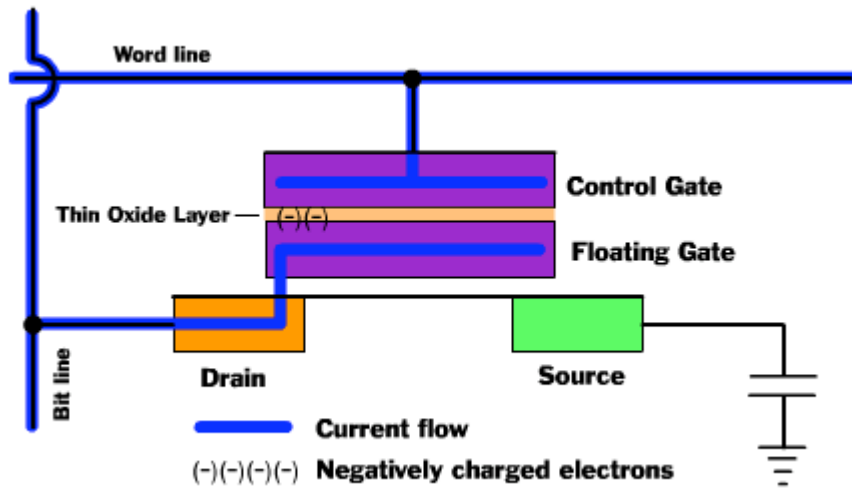 Word line
Control Gate
Thin Oxide Layer
(-)(-)
Floating Gate
Bit line
Drain
Source
Current flow
(-)(-)(-)(-) Negatively charged electrons